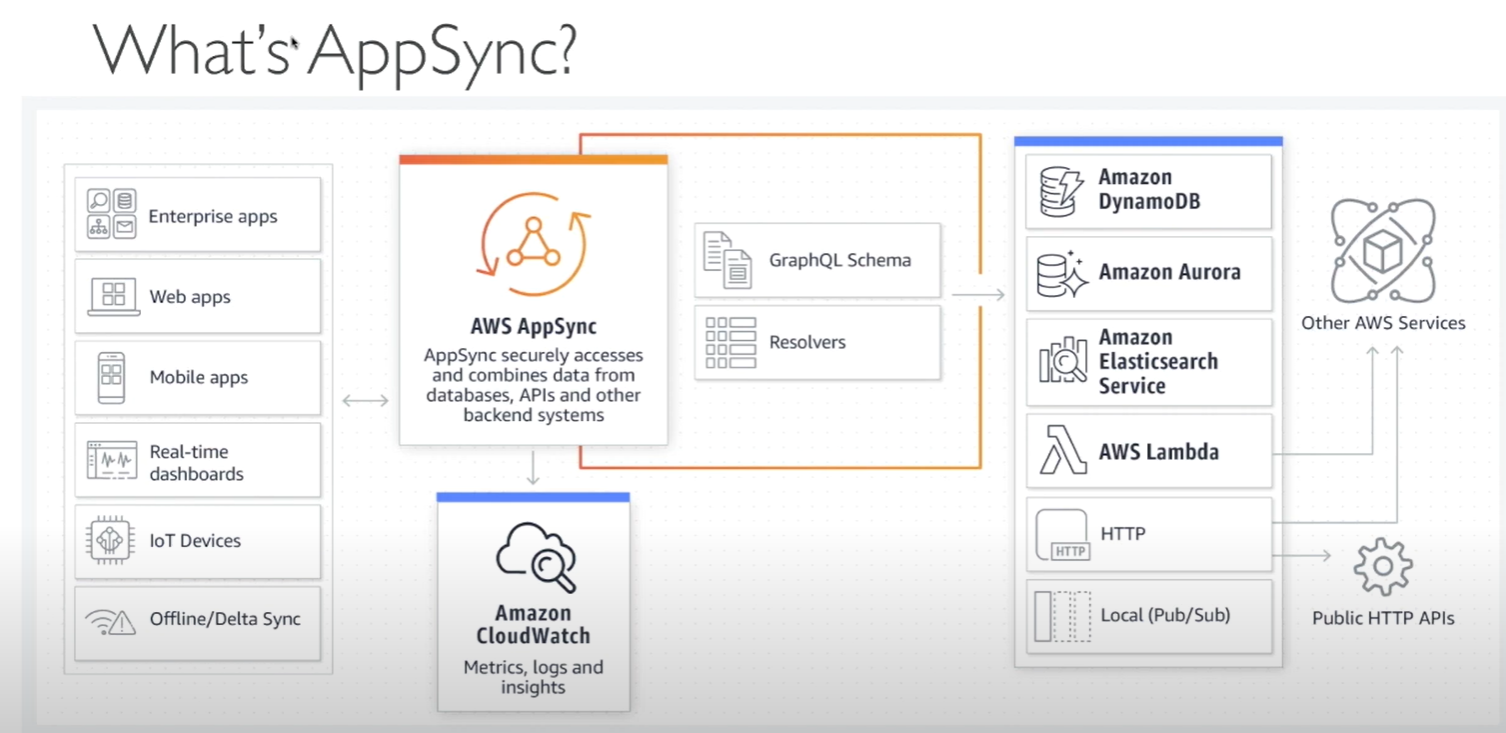 What's AppSync?
Enterprise apps
Web apps
Mobile apps
Real-time
dashboards
IoT Devices
Offline/Delta Sync
AWS AppSync
AppSync securely accesses
and combines data from
databases, APIs and other
backend systems
Amazon
CloudWatch
Metrics, logs and
insights
GraphQL Schema
Resolvers
Amazon
DynamoDB
Amazon Aurora
Amazon
Elasticsearch
Service
AWS Lambda
HTTP
HTTP
Local (Pub/Sub)
Other AWS Services
Public HTTP APIs